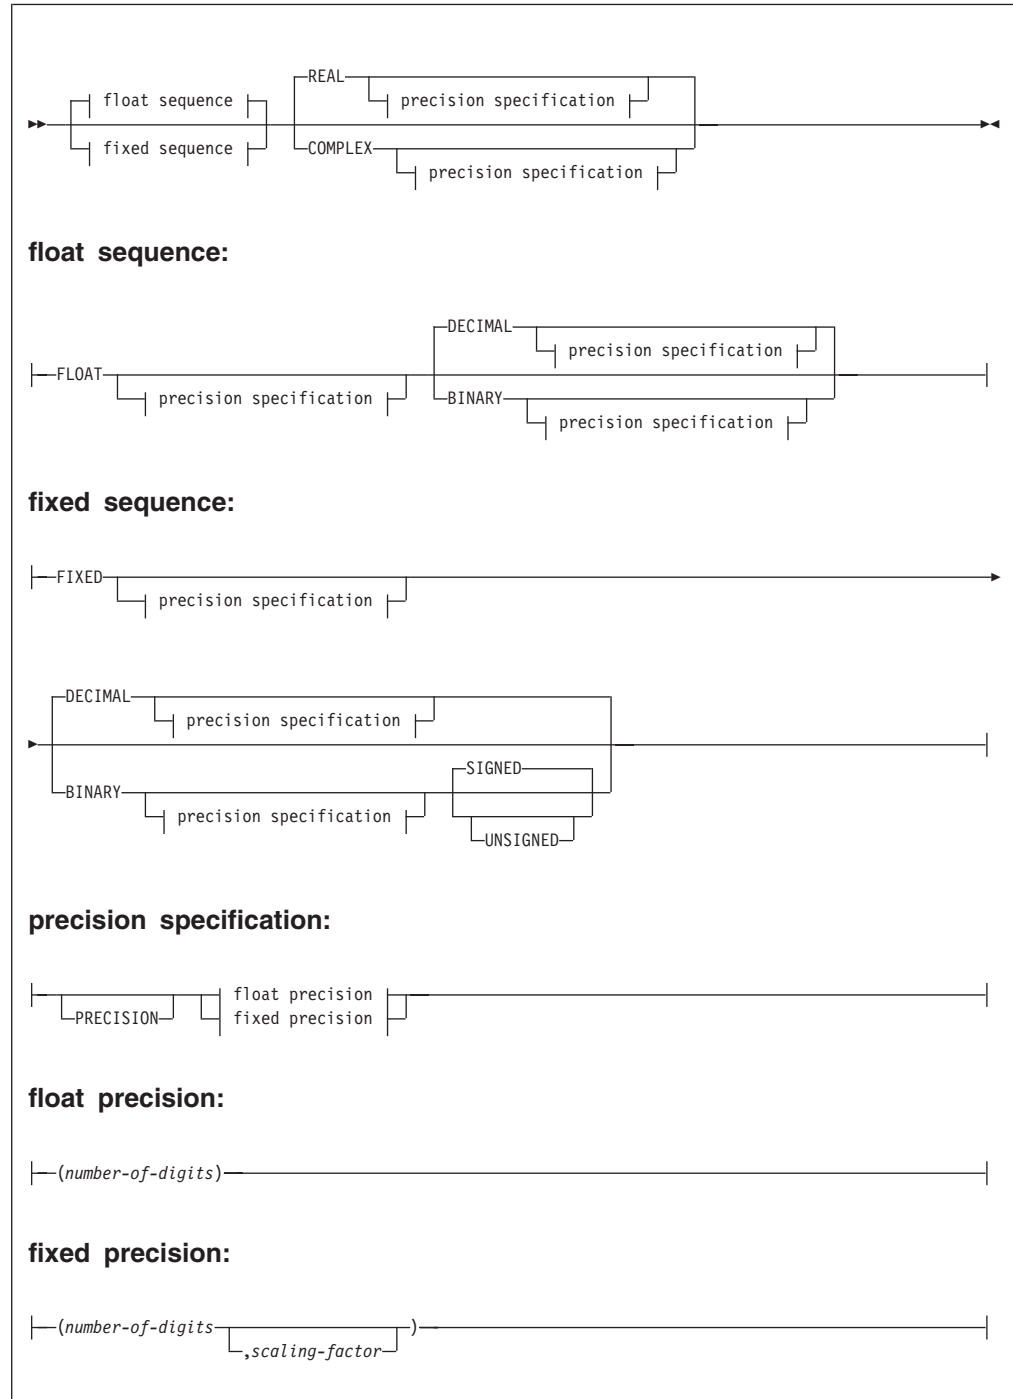 REAL
precision specification
float sequence
fixed sequence
COMPLEX
precision specification
float sequence:
DECIMAL
precision specification
FLOAT
precision specification
BINARY
precision specification
fixed sequence:
FIXED
precision specification
DECIMAL
precision specification
SIGNED
BINARY
precision specification
UNSIGNED
precision specification:
float precision
PRECISION
fixed precision
float precision:
(number-of-digits)
fixed precision:
(number-of-digits )
,scaling-factor